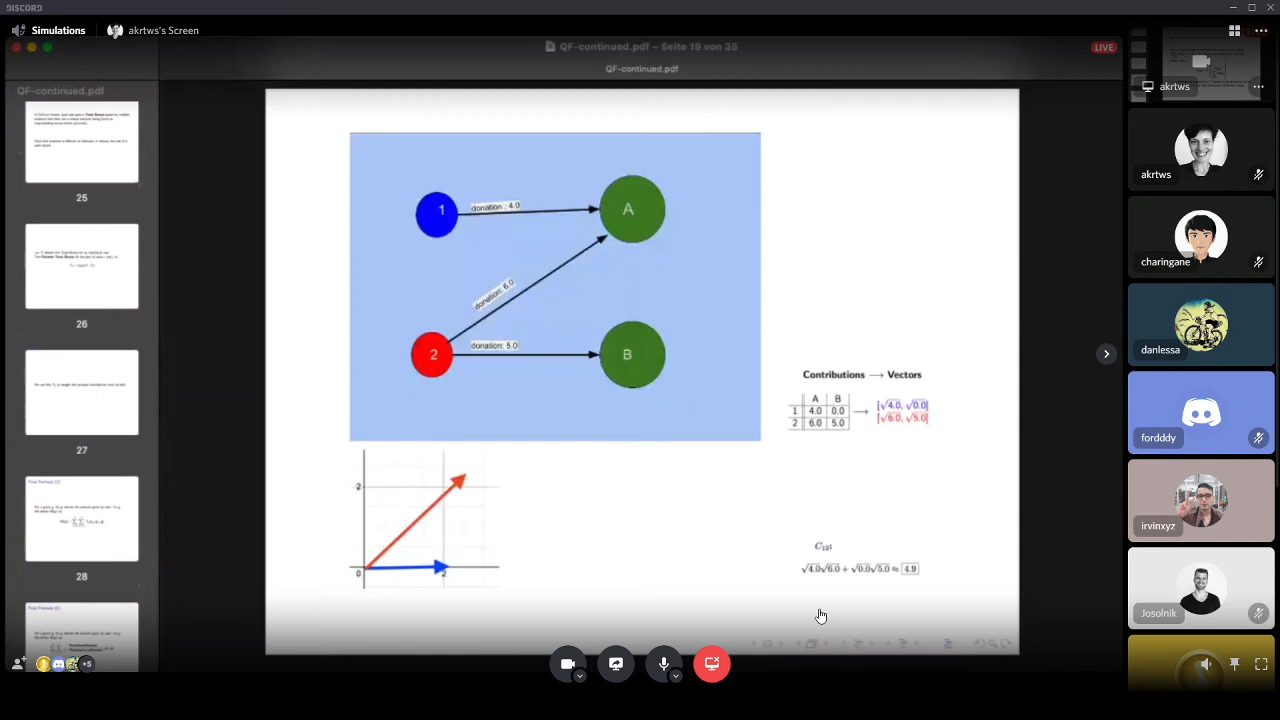 DISCORD
Simulations
akrtws's Screen
QF-continued.pdf – Seite 19 von 35
LIVE
QF-continued.pdf
QF-continued.pdf
25
26
27
28
1
donation : 4.0
A
donation: 6.0
2
donation: 5.0
B
Contributions → Vectors
A B
1 4.0 0.0 → [√4.0, √0.0]
2 6.0 5.0 [√6.0, √5.0]
2
0 2
C₁₂:
√4.0√6.0 + √0.0√5.0 ≈ 4.9
+5
akrtws
akrtws
charingane
danlessa
fordddy
irvinxyz
Josolnik